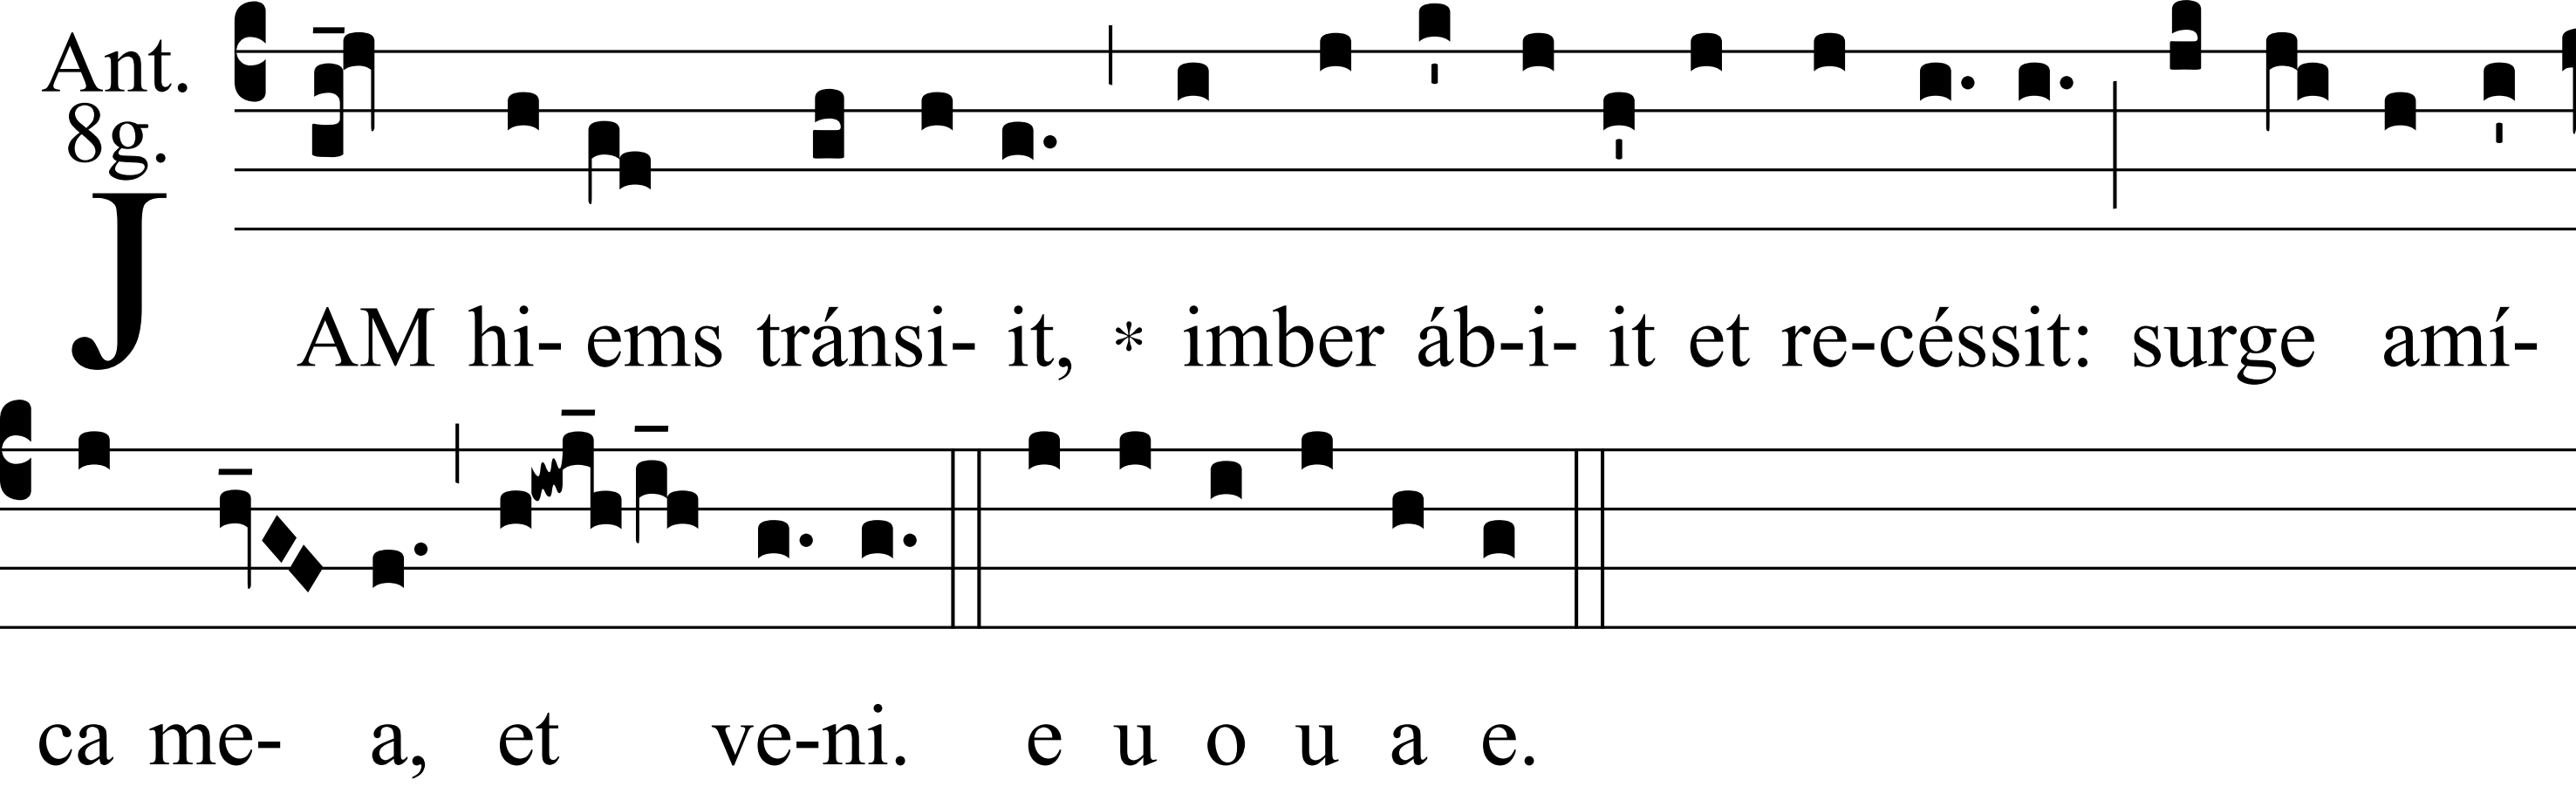 Ant.
8g.
JAM hi- ems tránsi- it, * imber áb-i- it et re-céssit: surge amí-
ca me- a, et ve-ni. e u o u a e.